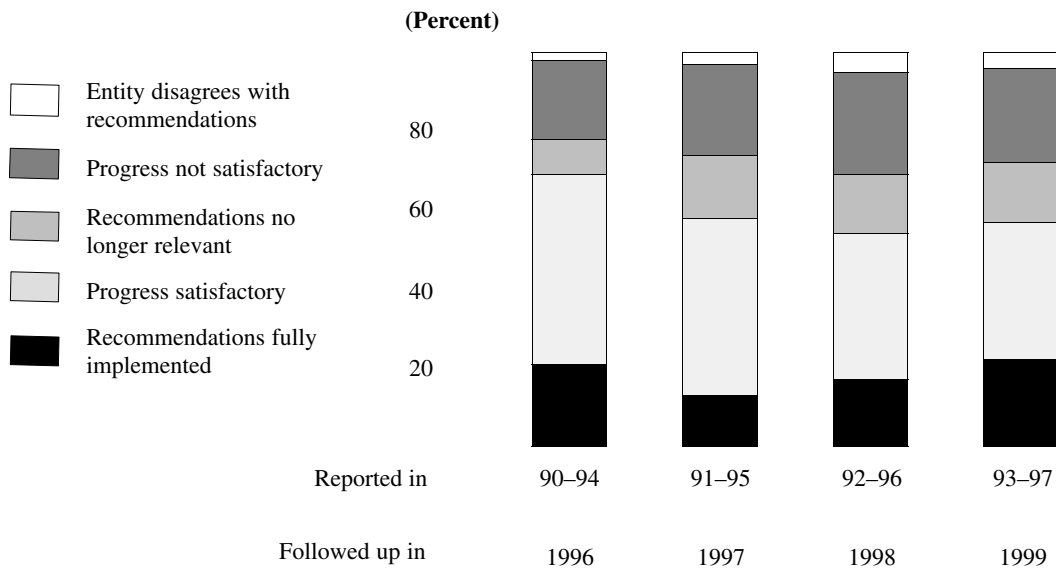 (Percent)
Entity disagrees with
recommendations
80
Progress not satisfactory
Recommendations no
longer relevant
60
Progress satisfactory
40
Recommendations fully
implemented
20
Reported in 90–94 91–95 92–96 93–97
Followed up in 1996 1997 1998 1999